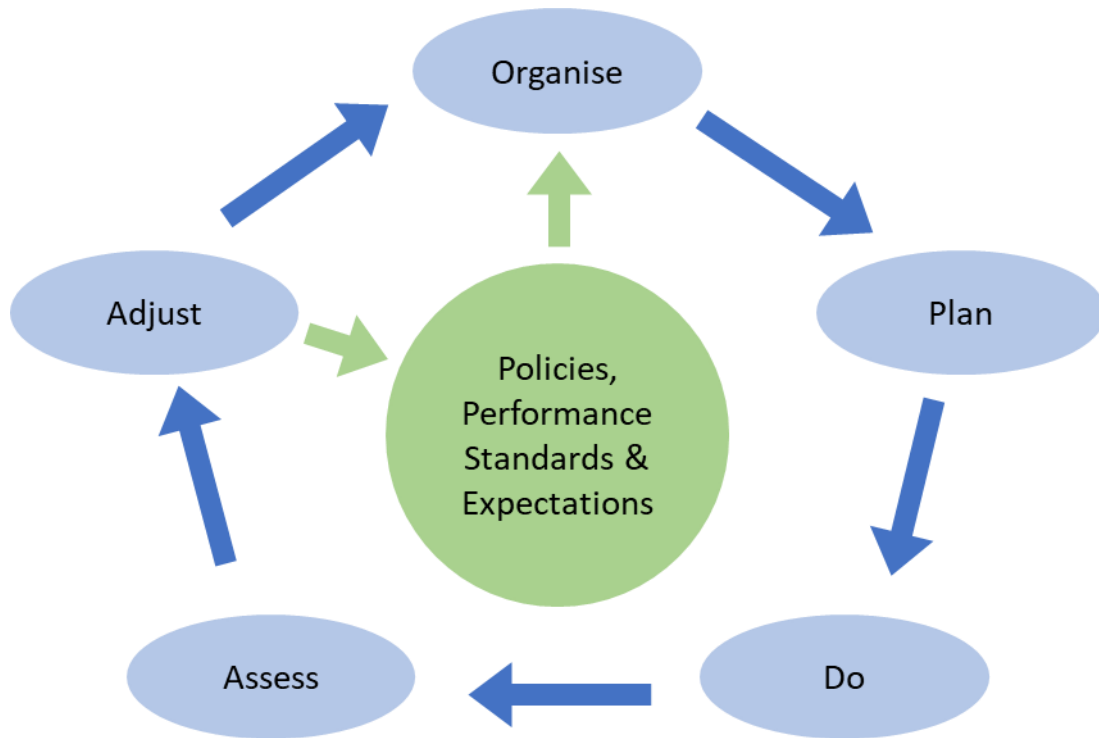 Organise
Plan
Do
Assess
Adjust
Policies,
Performance
Standards &
Expectations